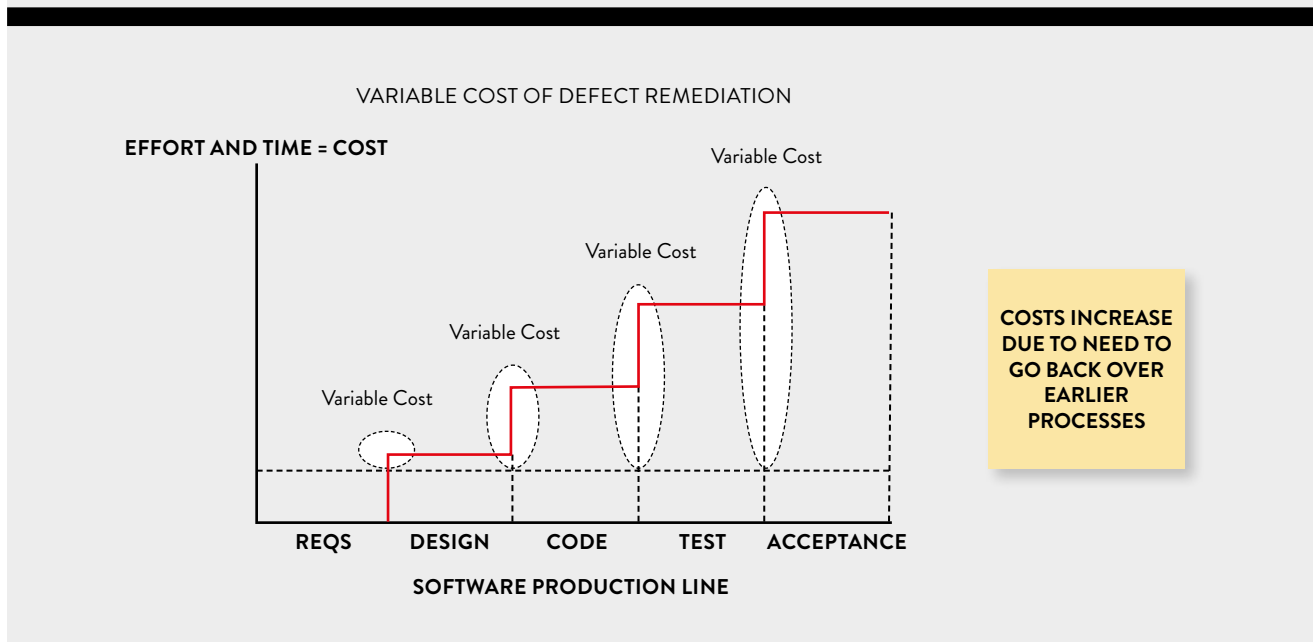 VARIABLE COST OF DEFECT REMEDIATION
EFFORT AND TIME = COST
Variable Cost
Variable Cost
Variable Cost
Variable Cost
COSTS INCREASE
DUE TO NEED TO
GO BACK OVER
EARLIER
PROCESSES
REQS DESIGN CODE TEST ACCEPTANCE
SOFTWARE PRODUCTION LINE